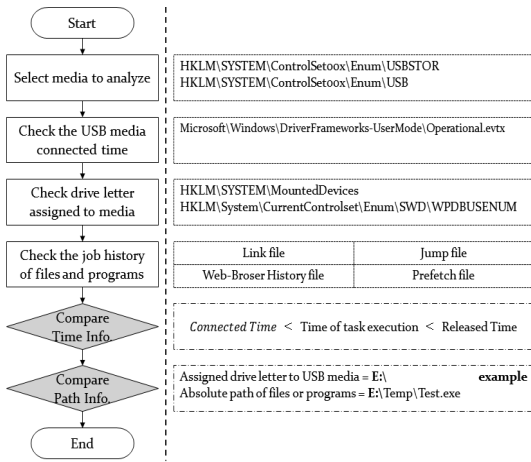 Start
Select media to analyze
HKLM\SYSTEM\ControlSet00x\Enum\USBSTOR
HKLM\SYSTEM\ControlSet00x\Enum\USB
Check the USB media
connected time
Microsoft\Windows\DriverFrameworks-UserMode\Operational.evtx
Check drive letter
assigned to media
HKLM\SYSTEM\MountedDevices
HKLM\System\CurrentControlset\Enum\SWD\WPDBUSENUM
Check the job history
of files and programs
Link file
Jump file
Web-Broser History file
Prefetch file
Compare
Time Info.
Connected Time < Time of task execution < Released Time
Compare
Path Info.
Assigned drive letter to USB media = E:\ example
Absolute path of files or programs = E:\Temp\Test.exe
End